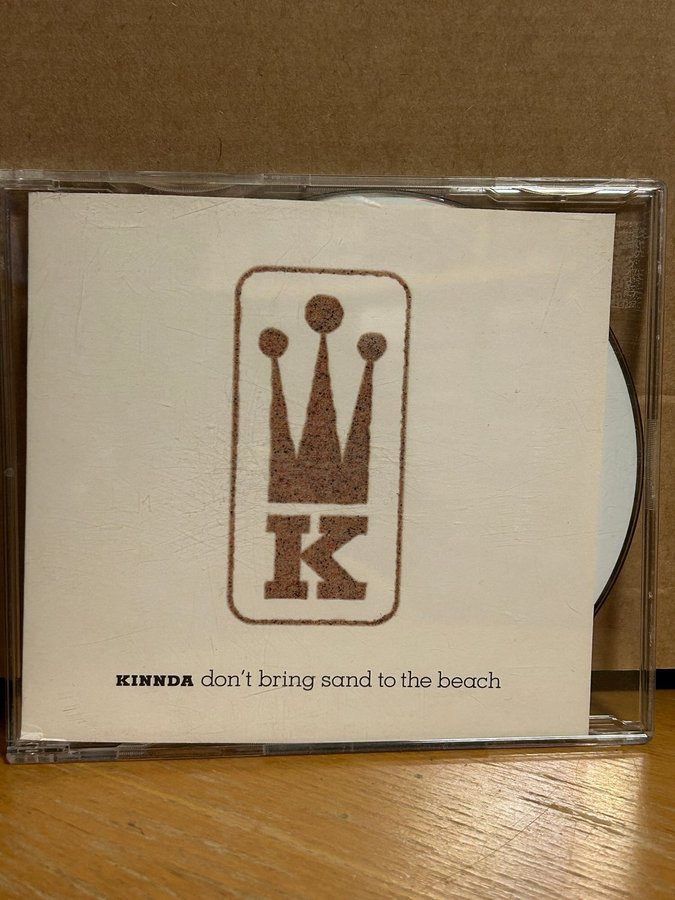 K
KINNDA don't bring sand to the beach